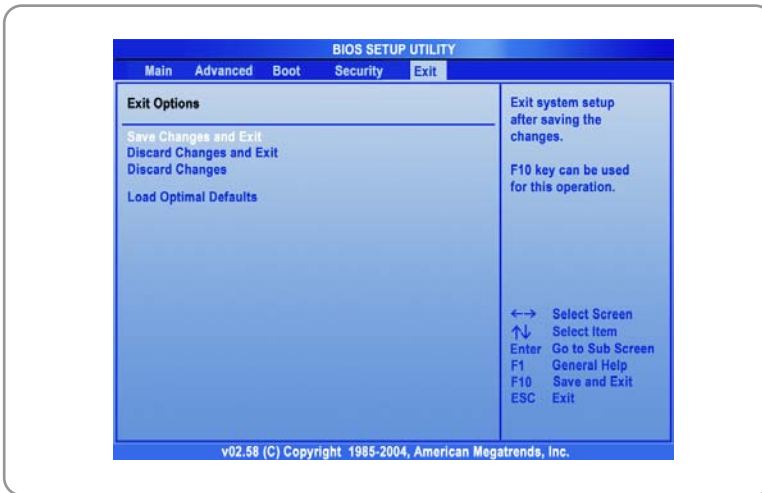 BIOS SETUP UTILITY
Main Advanced Boot Security Exit
Exit Options
Save Changes and Exit
Discard Changes and Exit
Discard Changes
Load Optimal Defaults
Exit system setup
after saving the
changes.
F10 key can be used
for this operation.
←→ Select Screen
↑↓ Select Item
Enter Go to Sub Screen
F1 General Help
F10 Save and Exit
ESC Exit
v02.58 (C) Copyright 1985-2004, American Megatrends, Inc.